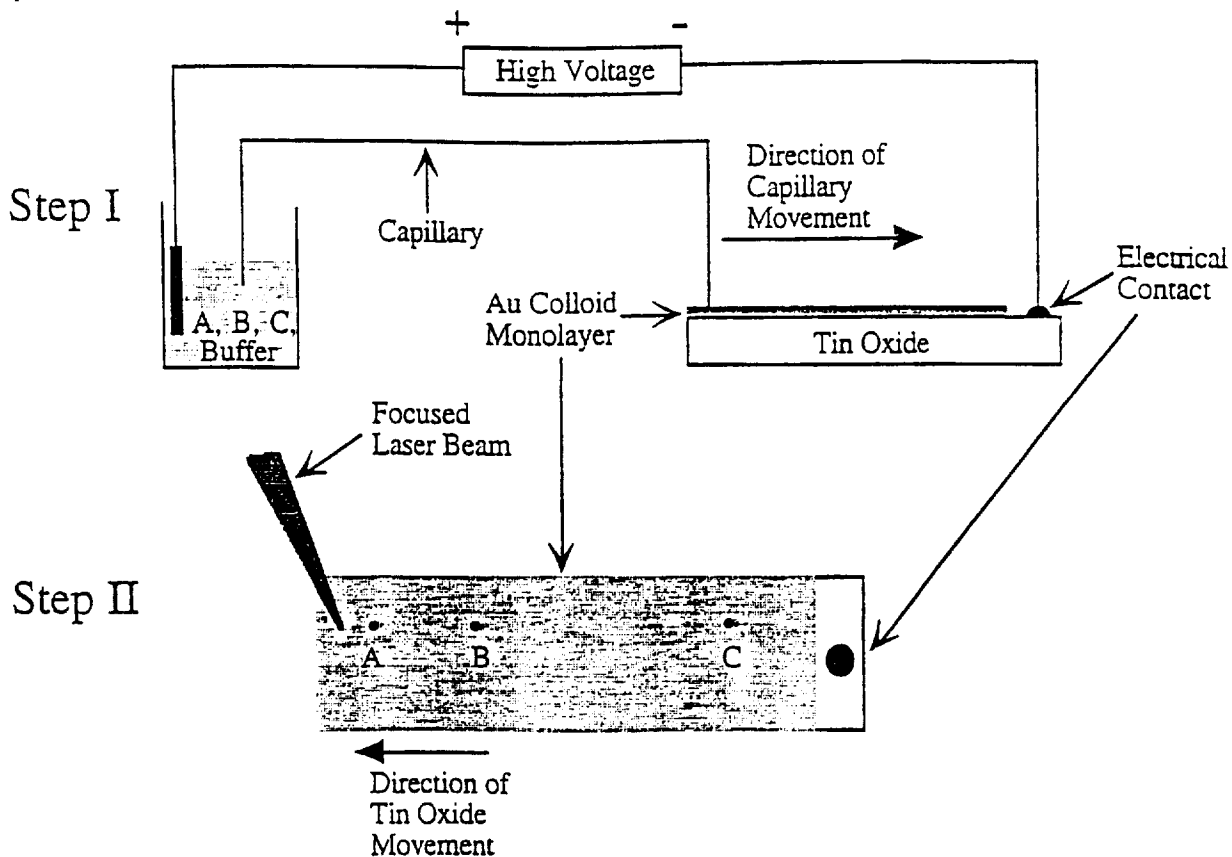 + -
High Voltage
Step I
Direction of
Capillary
Movement
Capillary
Electrical
Contact
A, B, C,
Buffer
Au Colloid
Monolayer
Tin Oxide
Focused
Laser Beam
Step II
A B C
Direction of
Tin Oxide
Movement